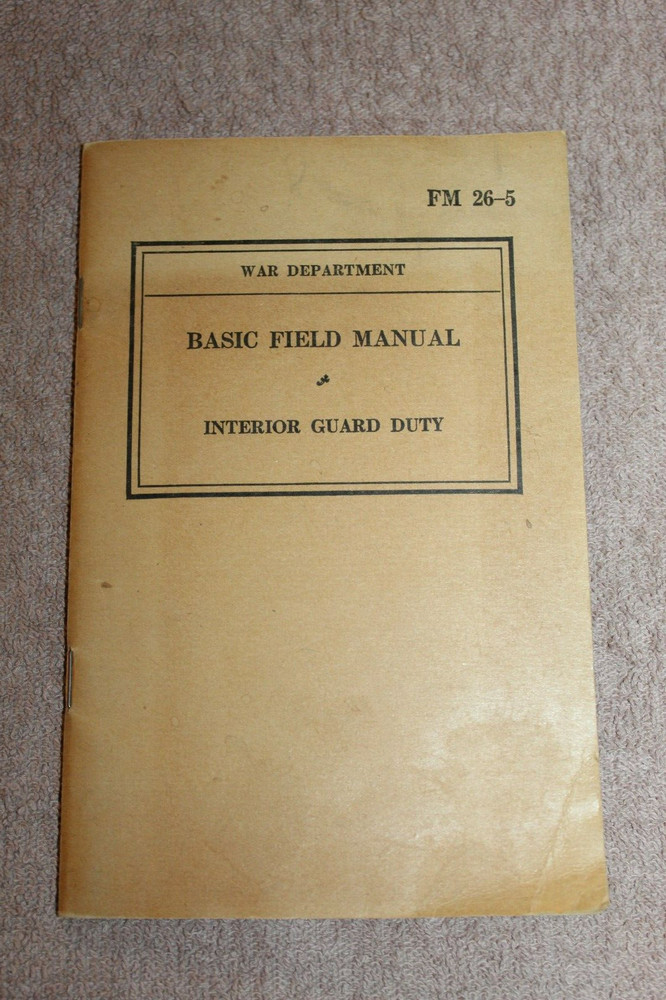 FM 26–5
WAR DEPARTMENT
BASIC FIELD MANUAL
INTERIOR GUARD DUTY